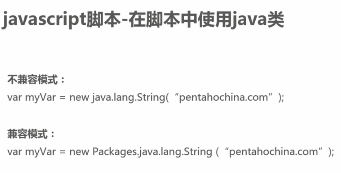 javascript脚本-在脚本中使用java类
不兼容模式：
var myVar = new java.lang.String(“pentahochina.com”);
兼容模式：
var myVar = new Packages.java.lang.String (“pentahochina.com”);